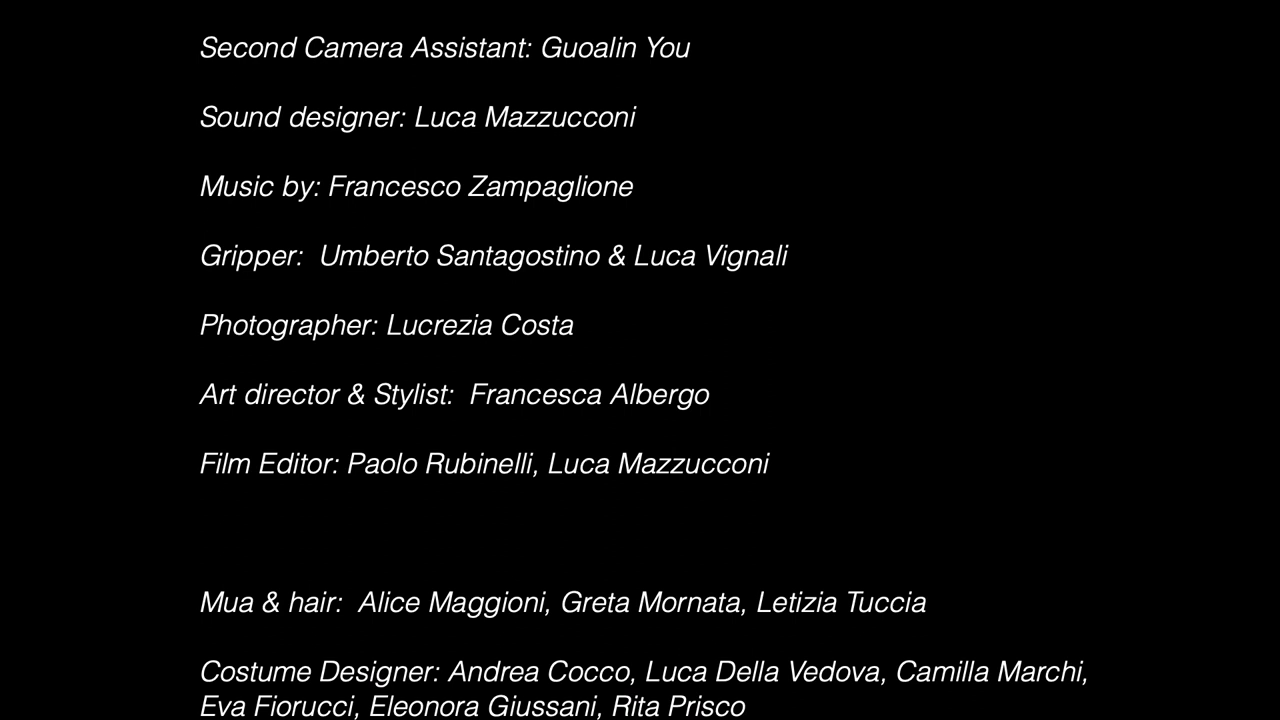 Second Camera Assistant: Guoalin You
Sound designer: Luca Mazzucconi
Music by: Francesco Zampaglione
Gripper:  Umberto Santagostino & Luca Vignali
Photographer: Lucrezia Costa
Art director & Stylist:  Francesca Albergo
Film Editor: Paolo Rubinelli, Luca Mazzucconi
Mua & hair:  Alice Maggioni, Greta Mornata, Letizia Tuccia
Costume Designer: Andrea Cocco, Luca Della Vedova, Camilla Marchi,
Eva Fiorucci, Eleonora Giussani, Rita Prisco